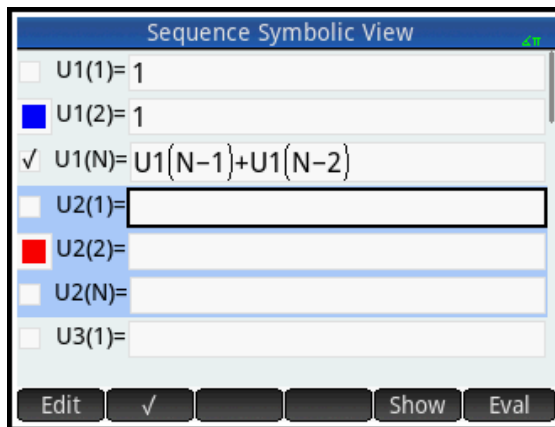 Sequence Symbolic View
∡π
U1(1)= 1
U1(2)= 1
√ U1(N)= U1(N-1)+U1(N-2)
U2(1)=
U2(2)=
U2(N)=
U3(1)=
Edit √ Show Eval